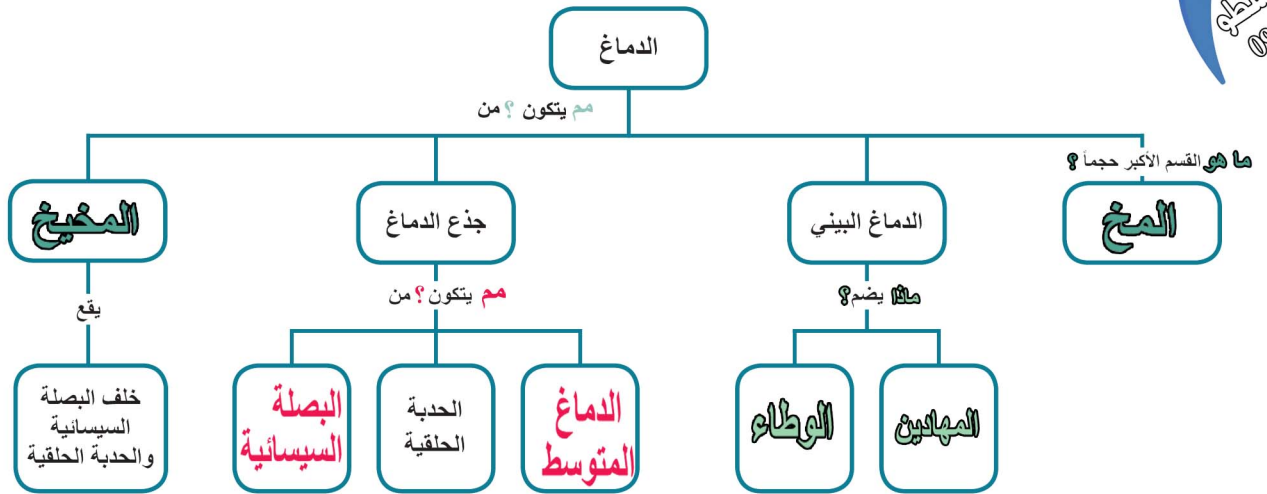 الدماغ
مم يتكون ؟ من
ما هو القسم الأكبر حجماً ؟
المخ
الدماغ البيني
جذع الدماغ
المخيخ
ماذا يضم؟
مم يتكون ؟ من
يقع
المهادين
الوطاء
الدماغ
المتوسط
الحدبة
الحلقية
البصلة
السيسائية
خلف البصلة
السيسائية
والحدبة الحلقية